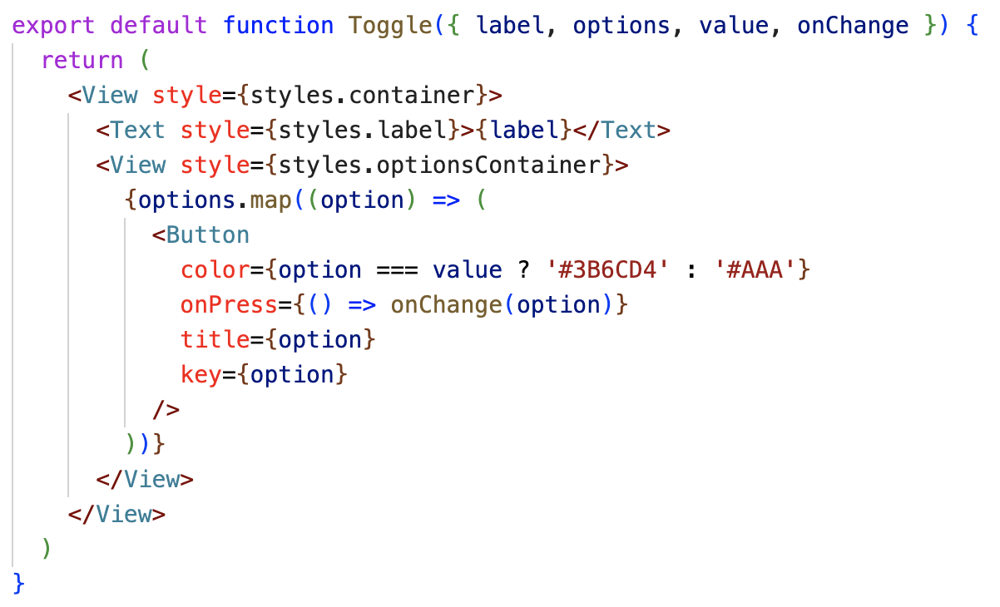 export default function Toggle({ label, options, value, onChange }) {
  return (
    <View style={styles.container}>
      <Text style={styles.label}>{label}</Text>
      <View style={styles.optionsContainer}>
        {options.map((option) => (
          <Button
            color={option === value ? '#3B6CD4' : '#AAA'}
            onPress={() => onChange(option)}
            title={option}
            key={option}
          />
        ))}
      </View>
    </View>
  )
}